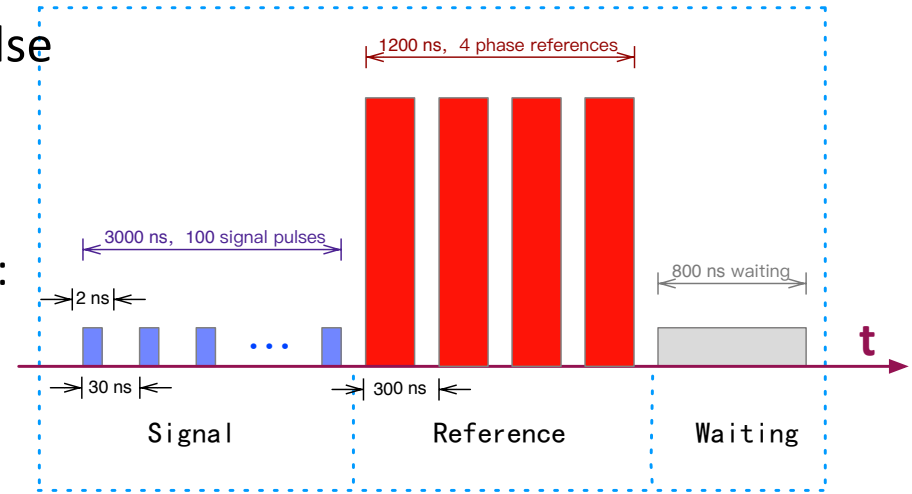 lse
1200 ns, 4 phase references
3000 ns, 100 signal pulses
:
2 ns
800 ns waiting
t
30 ns
300 ns
Signal
Reference
Waiting